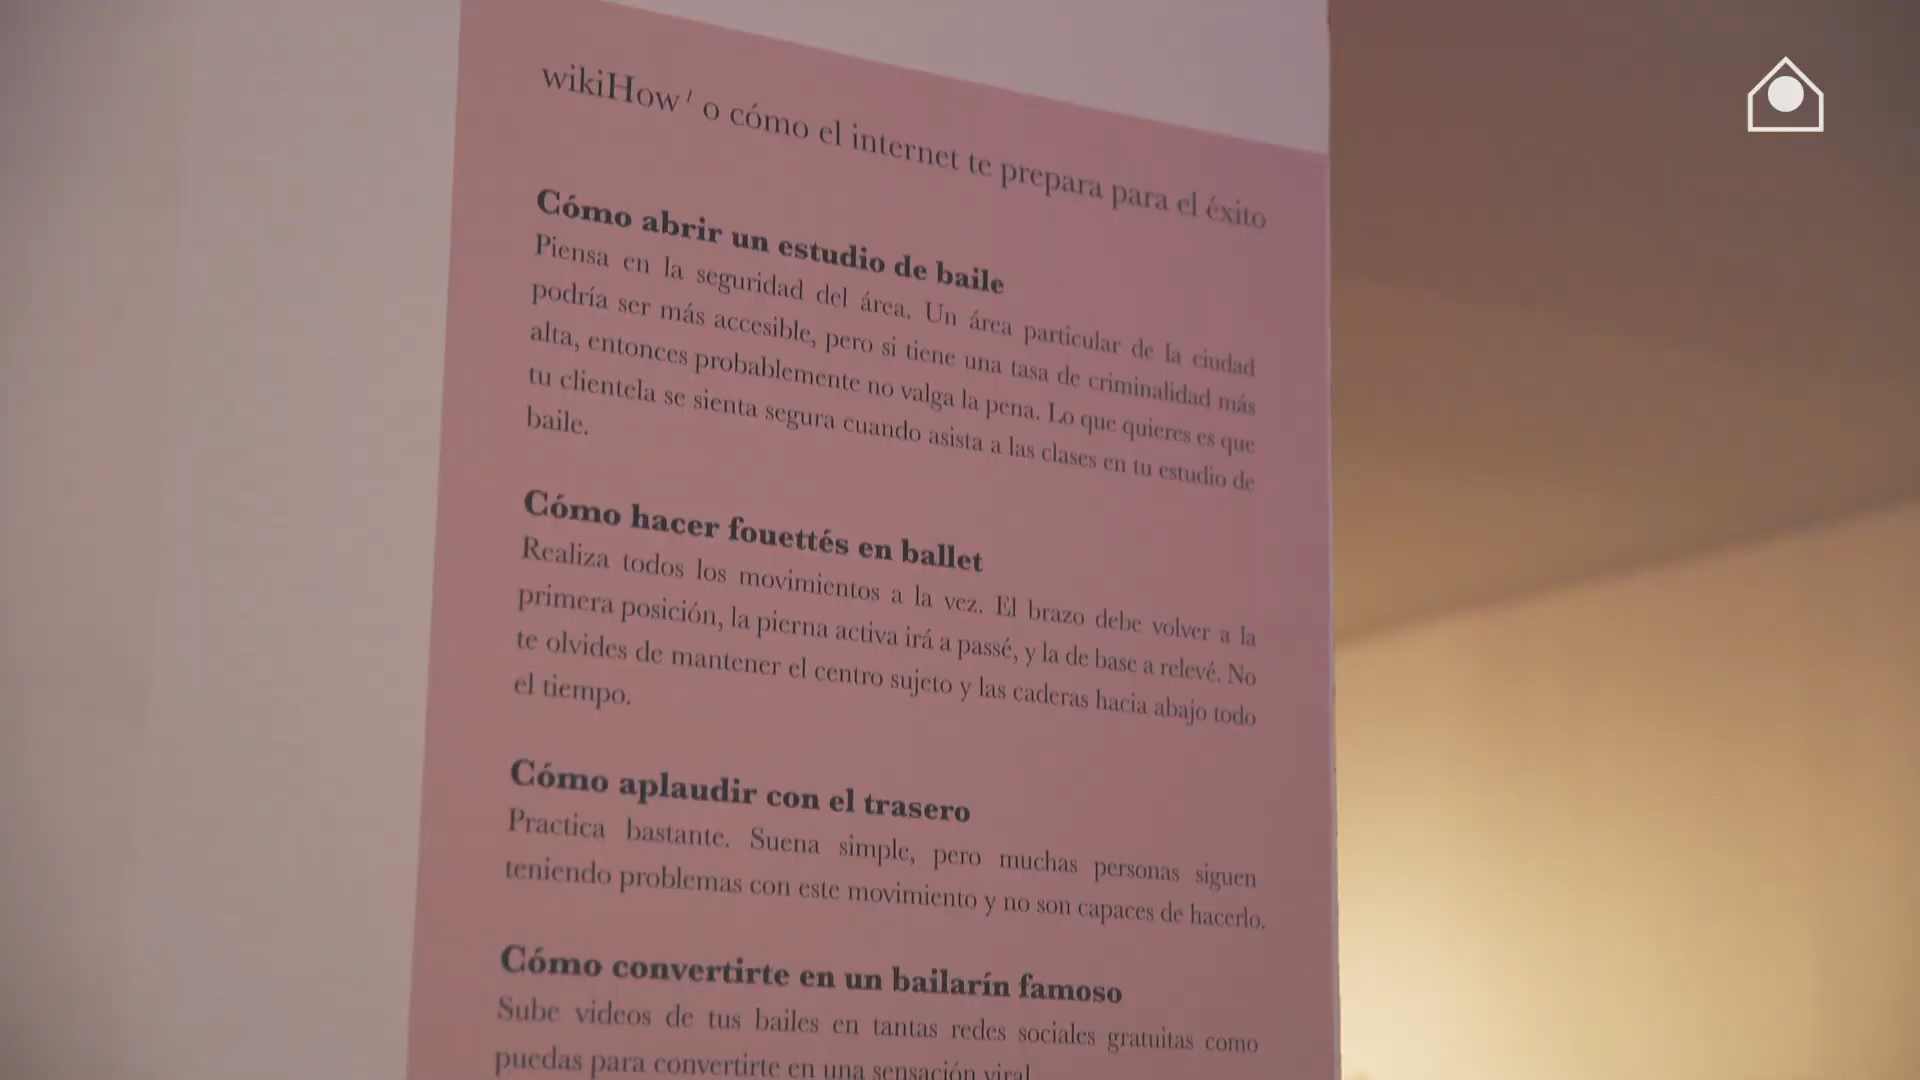 wikiHow¹ o cómo el internet te prepara para el éxito
Cómo abrir un estudio de baile
Piensa en la seguridad del área. Un área particular de la ciudad
podría ser más accesible, pero si tiene una tasa de criminalidad más
alta, entonces probablemente no valga la pena. Lo que quieres es que
tu clientela se sienta segura cuando asista a las clases en tu estudio de
baile.
Cómo hacer fouettés en ballet
Realiza todos los movimientos a la vez. El brazo debe volver a la
primera posición, la pierna activa irá a passé, y la de base a relevé. No
te olvides de mantener el centro sujeto y las caderas hacia abajo todo
el tiempo.
Cómo aplaudir con el trasero
Practica bastante. Suena simple, pero muchas personas siguen
teniendo problemas con este movimiento y no son capaces de hacerlo.
Cómo convertirte en un bailarín famoso
Sube videos de tus bailes en tantas redes sociales gratuitas como
puedas para convertirte en una sensación viral